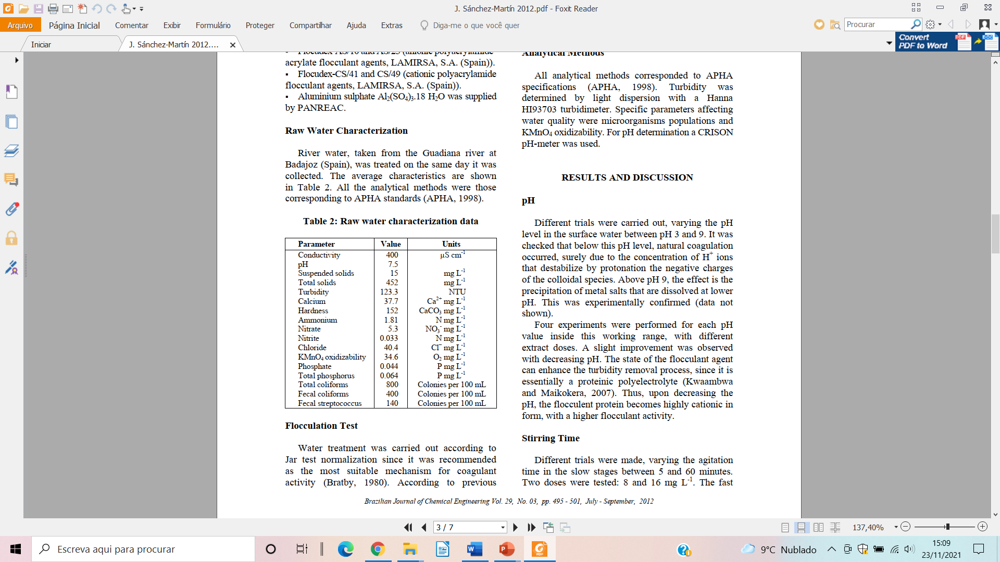 J. Sánchez-Martín 2012.pdf - Foxit Reader
Arquivo Página Inicial Comentar Exibir Formulário Proteger Compartilhar Ajuda Extras Diga-me o que você quer Procurar
Iniciar J. Sánchez-Martín 2012....
Convert
PDF to Word
PDF DOC
▪ Flocudex-AS/10 and AS/23 (anionic polyacrylamide-
acrylate flocculant agents, LAMIRSA, S.A. (Spain)).
▪ Flocudex-CS/41 and CS/49 (cationic polyacrylamide
flocculant agents, LAMIRSA, S.A. (Spain)).
▪ Aluminium sulphate Al₂(SO₄)₃.18 H₂O was supplied
by PANREAC.
Raw Water Characterization
River water, taken from the Guadiana river at
Badajoz (Spain), was treated on the same day it was
collected. The average characteristics are shown
in Table 2. All the analytical methods were those
corresponding to APHA standards (APHA, 1998).
Table 2: Raw water characterization data
Parameter Value Units
Conductivity 400 µS cm⁻¹
pH 7.5
Suspended solids 15 mg L⁻¹
Total solids 452 mg L⁻¹
Turbidity 123.3 NTU
Calcium 37.7 Ca²⁺ mg L⁻¹
Hardness 152 CaCO₃ mg L⁻¹
Ammonium 1.81 N mg L⁻¹
Nitrate 5.3 NO₃⁻ mg L⁻¹
Nitrite 0.033 N mg L⁻¹
Chloride 40.4 Cl⁻ mg L⁻¹
KMnO₄ oxidizability 34.6 O₂ mg L⁻¹
Phosphate 0.044 P mg L⁻¹
Total phosphorus 0.064 P mg L⁻¹
Total coliforms 800 Colonies per 100 mL
Fecal coliforms 400 Colonies per 100 mL
Fecal streptococcus 140 Colonies per 100 mL
Flocculation Test
Water treatment was carried out according to
Jar test normalization since it was recommended
as the most suitable mechanism for coagulant
activity (Bratby, 1980). According to previous
Analytical Methods
All analytical methods corresponded to APHA
specifications (APHA, 1998). Turbidity was
determined by light dispersion with a Hanna
HI93703 turbidimeter. Specific parameters affecting
water quality were microorganisms populations and
KMnO₄ oxidizability. For pH determination a CRISON
pH-meter was used.
RESULTS AND DISCUSSION
pH
Different trials were carried out, varying the pH
level in the surface water between pH 3 and 9. It was
checked that below this pH level, natural coagulation
occurred, surely due to the concentration of H⁺ ions
that destabilize by protonation the negative charges
of the colloidal species. Above pH 9, the effect is the
precipitation of metal salts that are dissolved at lower
pH. This was experimentally confirmed (data not
shown).
Four experiments were performed for each pH
value inside this working range, with different
extract doses. A slight improvement was observed
with decreasing pH. The state of the flocculant agent
can enhance the turbidity removal process, since it is
essentially a proteinic polyelectrolyte (Kwaambwa
and Maikokera, 2007). Thus, upon decreasing the
pH, the flocculent protein becomes highly cationic in
form, with a higher flocculant activity.
Stirring Time
Different trials were made, varying the agitation
time in the slow stages between 5 and 60 minutes.
Two doses were tested: 8 and 16 mg L⁻¹. The fast
Brazilian Journal of Chemical Engineering Vol. 29, No. 03, pp. 495 - 501, July - September, 2012
3 / 7
137,40%
Escreva aqui para procurar
9°C Nublado
15:09
23/11/2021